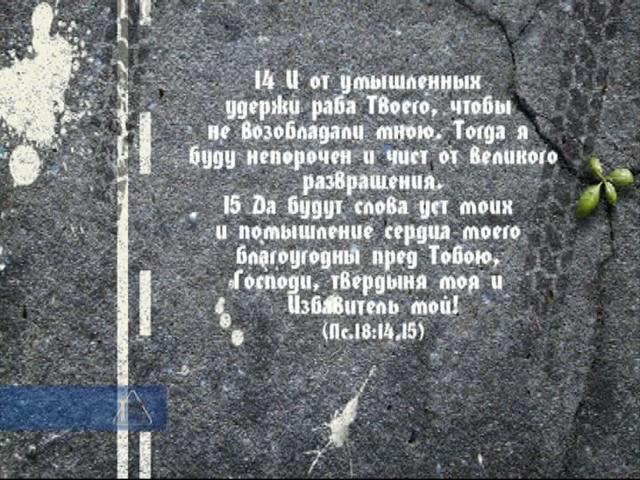 14 И от умышленных
удержи раба Твоего, чтобы
не возобладали мною. Тогда я
буду непорочен и чист от великого
развращения.
15 Да будут слова уст моих
и помышление сердца моего
благоугодны пред Тобою,
Господи, твердыня моя и
Избавитель мой!
(Пс.18:14,15)